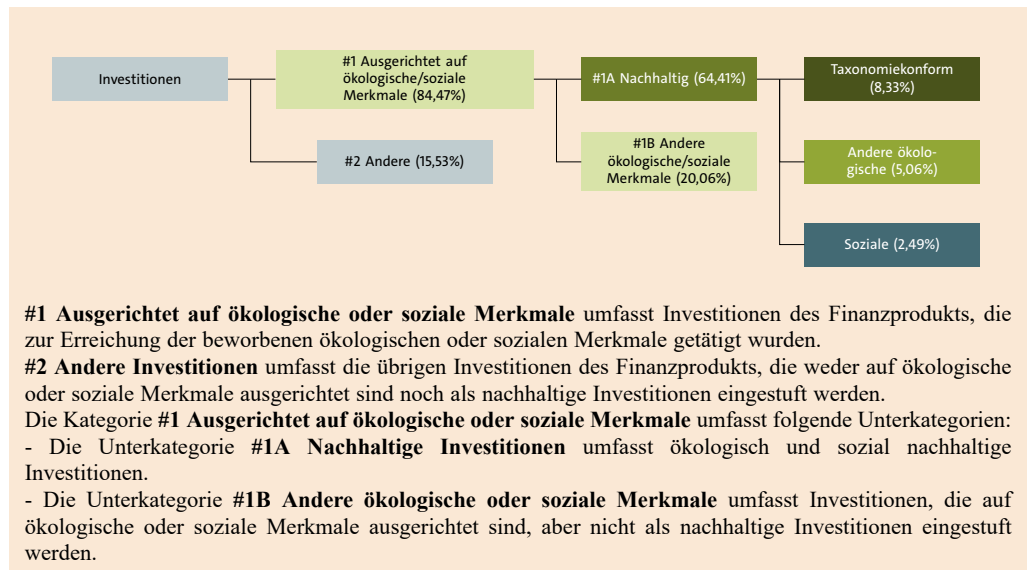 Investitionen
#1 Ausgerichtet auf
ökologische/soziale
Merkmale (84,47%)
#1A Nachhaltig (64,41%)
Taxonomiekonform
(8,33%)
#2 Andere (15,53%)
#1B Andere
ökologische/soziale
Merkmale (20,06%)
Andere ökolo-
gische (5,06%)
Soziale (2,49%)
#1 Ausgerichtet auf ökologische oder soziale Merkmale umfasst Investitionen des Finanzprodukts, die
zur Erreichung der beworbenen ökologischen oder sozialen Merkmale getätigt wurden.
#2 Andere Investitionen umfasst die übrigen Investitionen des Finanzprodukts, die weder auf ökologische
oder soziale Merkmale ausgerichtet sind noch als nachhaltige Investitionen eingestuft werden.
Die Kategorie #1 Ausgerichtet auf ökologische oder soziale Merkmale umfasst folgende Unterkategorien:
- Die Unterkategorie #1A Nachhaltige Investitionen umfasst ökologisch und sozial nachhaltige
Investitionen.
- Die Unterkategorie #1B Andere ökologische oder soziale Merkmale umfasst Investitionen, die auf
ökologische oder soziale Merkmale ausgerichtet sind, aber nicht als nachhaltige Investitionen eingestuft
werden.